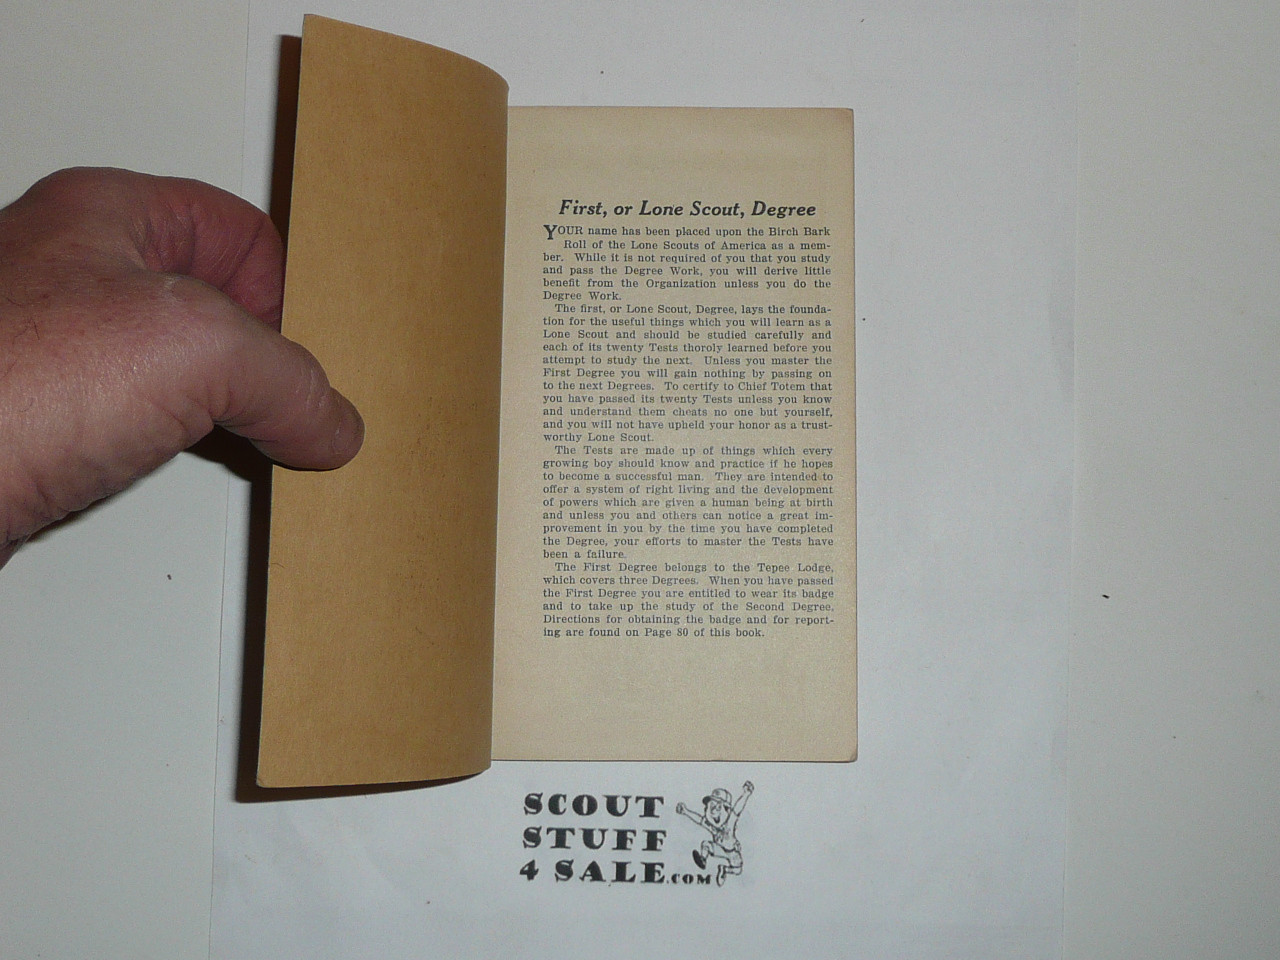 First, or Lone Scout, Degree
YOUR name has been placed upon the Birch Bark
Roll of the Lone Scouts of America as a mem-
ber. While it is not required of you that you study
and pass the Degree Work, you will derive little
benefit from the Organization unless you do the
Degree Work.
The first, or Lone Scout, Degree, lays the founda-
tion for the useful things which you will learn as a
Lone Scout and should be studied carefully and
each of its twenty Tests thoroly learned before you
attempt to study the next. Unless you master the
First Degree you will gain nothing by passing on
to the next Degrees. To certify to Chief Totem that
you have passed its twenty Tests unless you know
and understand them cheats no one but yourself,
and you will not have upheld your honor as a trust-
worthy Lone Scout.
The Tests are made up of things which every
growing boy should know and practice if he hopes
to become a successful man. They are intended to
offer a system of right living and the development
of powers which are given a human being at birth
and unless you and others can notice a great im-
provement in you by the time you have completed
the Degree, your efforts to master the Tests have
been a failure.
The First Degree belongs to the Tepee Lodge,
which covers three Degrees. When you have passed
the First Degree you are entitled to wear its badge
and to take up the study of the Second Degree.
Directions for obtaining the badge and for report-
ing are found on Page 80 of this book.
SCOUT
STUFF
4 SALE.COM